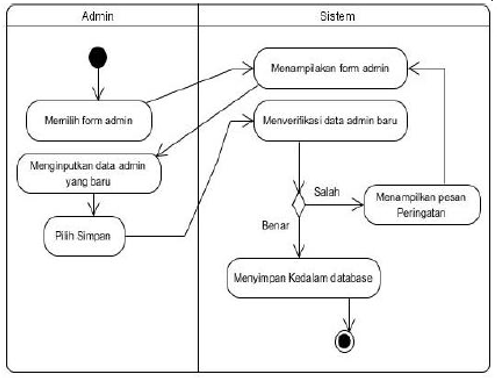 Admin
Sistem
Menampilakan form admin
Memilih form admin
Menverifikasi data admin baru
Menginputkan data admin
yang baru
Salah
Menampilkan pesan
Peringatan
Benar
Pilih Simpan
Menyimpan Kedalam database